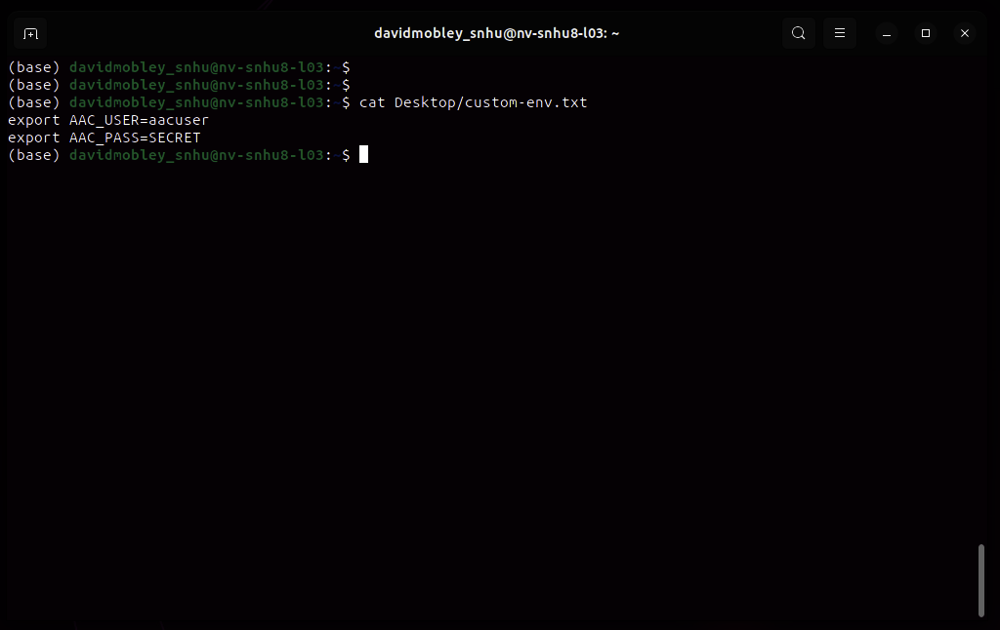 davidmobley_snhu@nv-snhu8-l03: ~
(base) davidmobley_snhu@nv-snhu8-l03:~$
(base) davidmobley_snhu@nv-snhu8-l03:~$
(base) davidmobley_snhu@nv-snhu8-l03:~$ cat Desktop/custom-env.txt
export AAC_USER=aacuser
export AAC_PASS=SECRET
(base) davidmobley_snhu@nv-snhu8-l03:~$